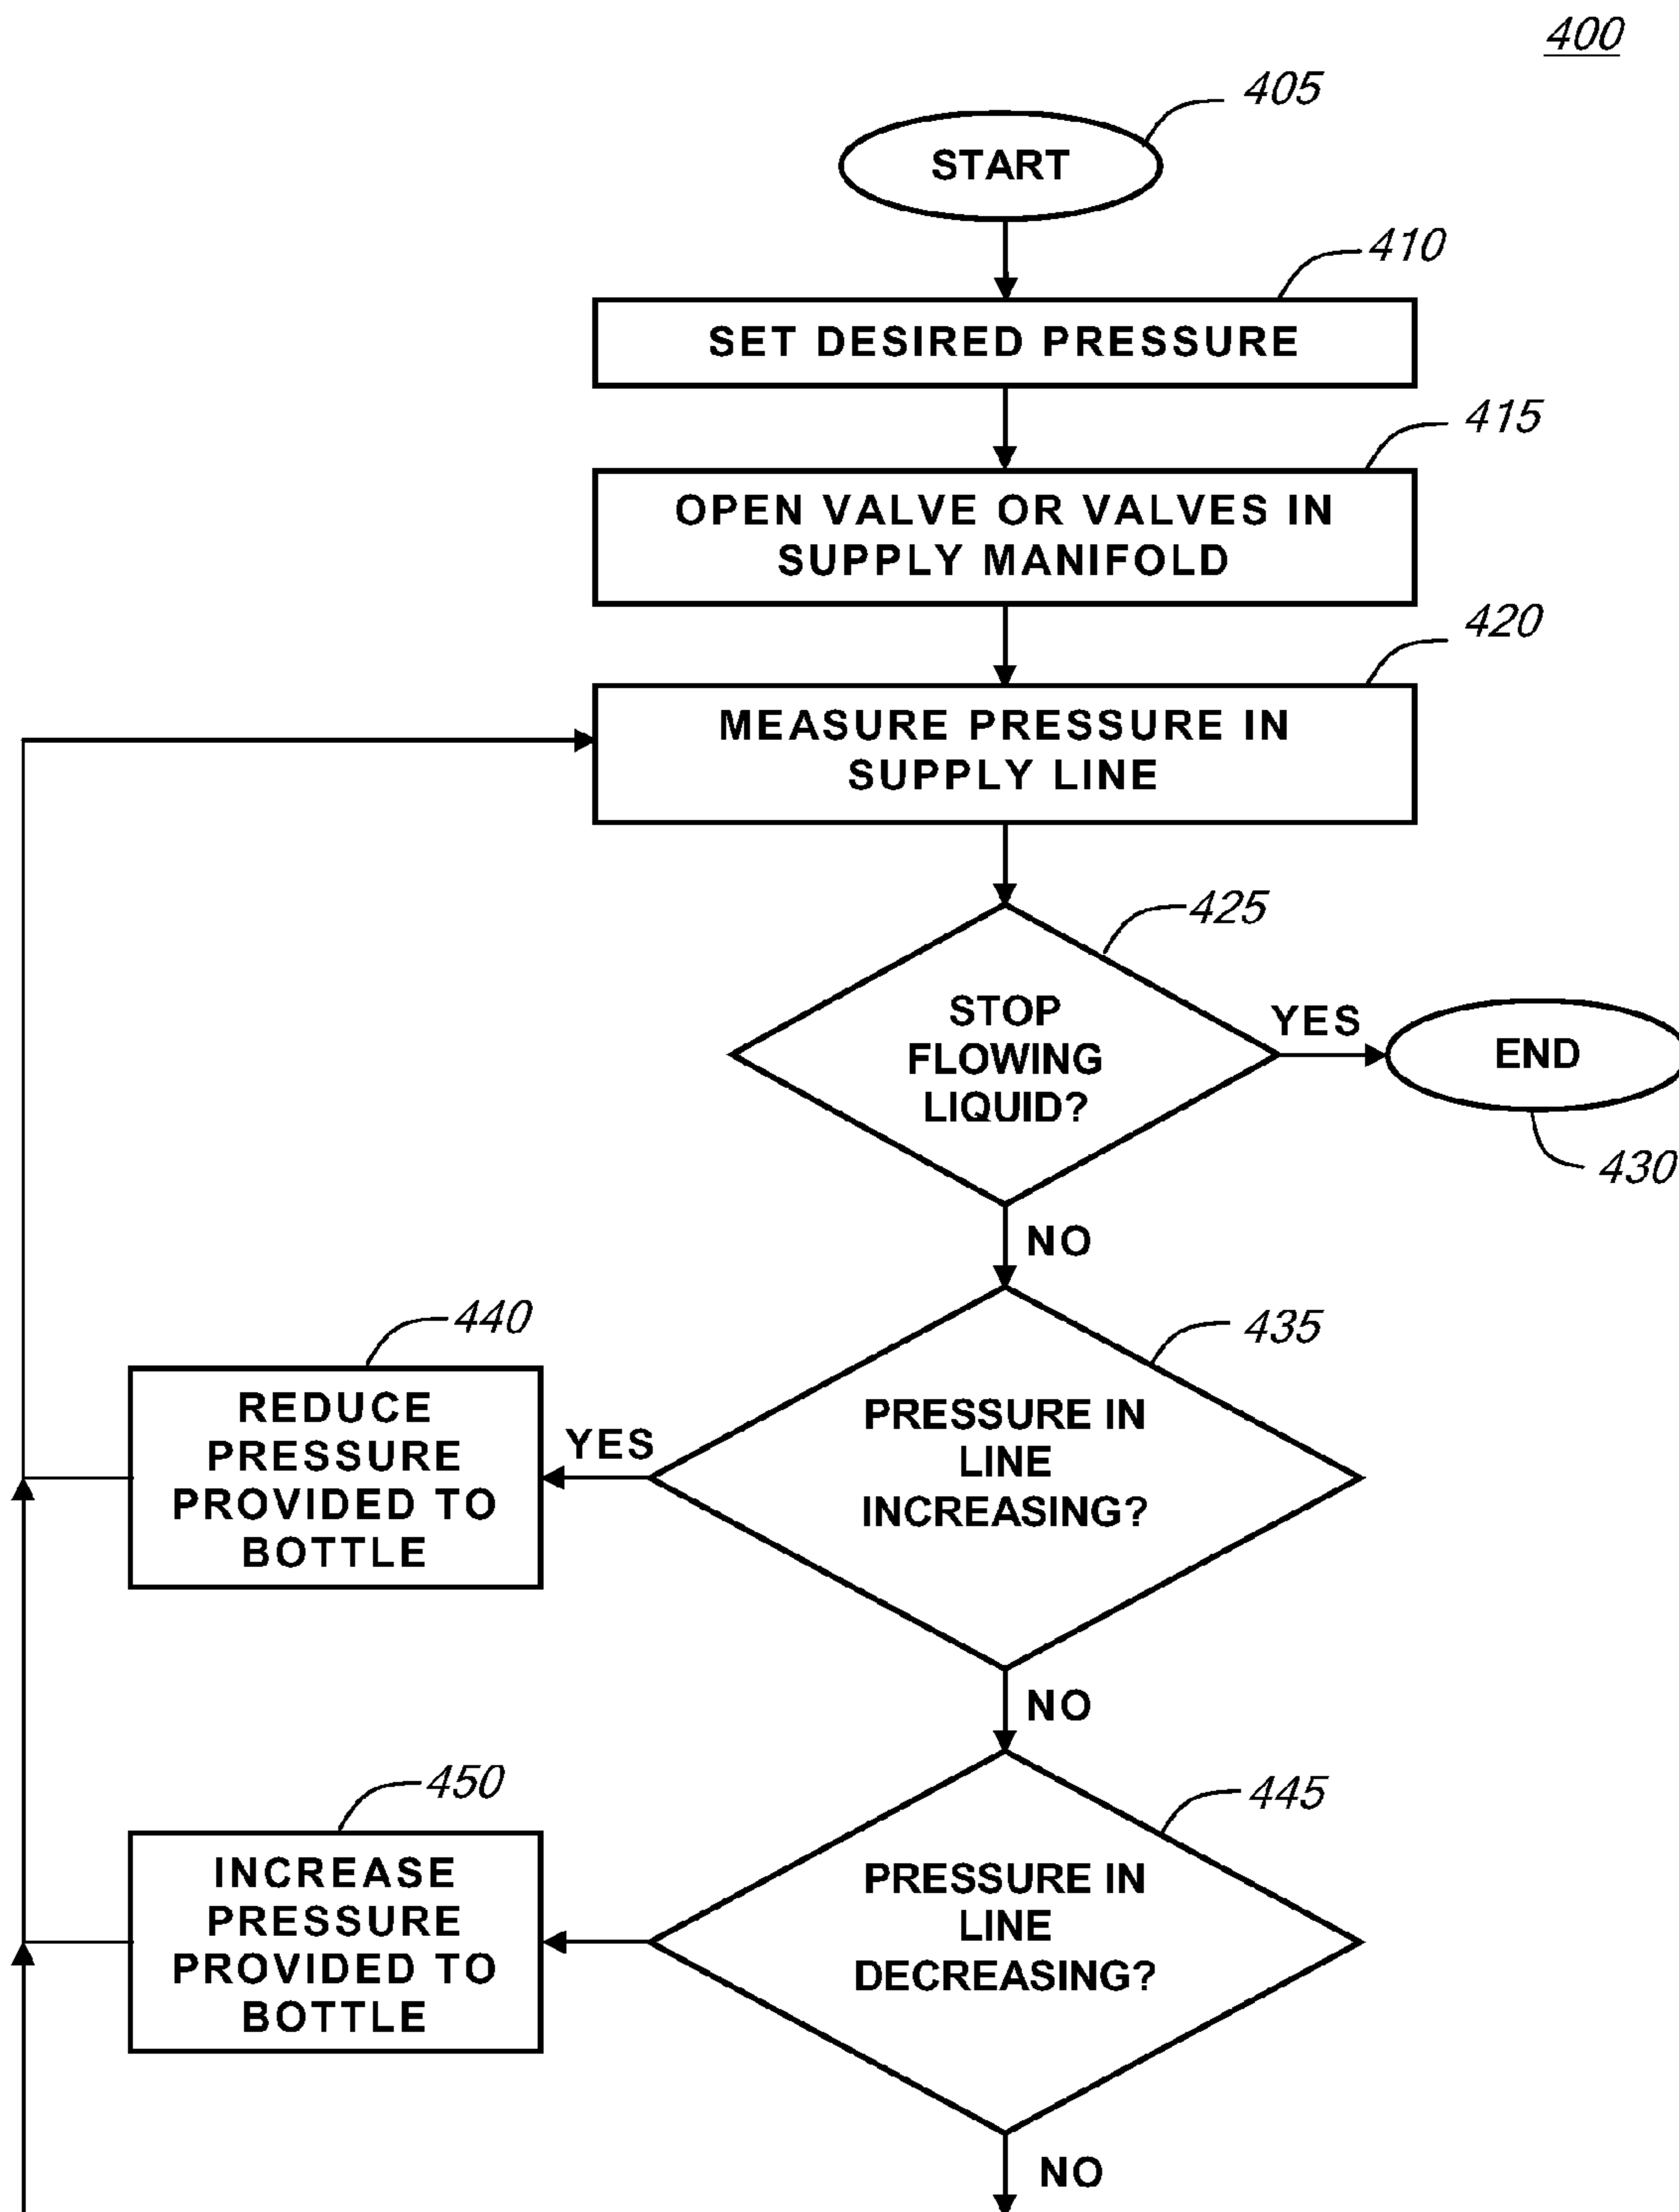 400
405
START
410
SET DESIRED PRESSURE
415
OPEN VALVE OR VALVES IN
SUPPLY MANIFOLD
420
MEASURE PRESSURE IN
SUPPLY LINE
425
STOP
FLOWING
LIQUID?
YES
END
430
NO
440
435
REDUCE
PRESSURE
PROVIDED TO
BOTTLE
YES
PRESSURE IN
LINE
INCREASING?
NO
450
445
INCREASE
PRESSURE
PROVIDED TO
BOTTLE
PRESSURE IN
LINE
DECREASING?
NO